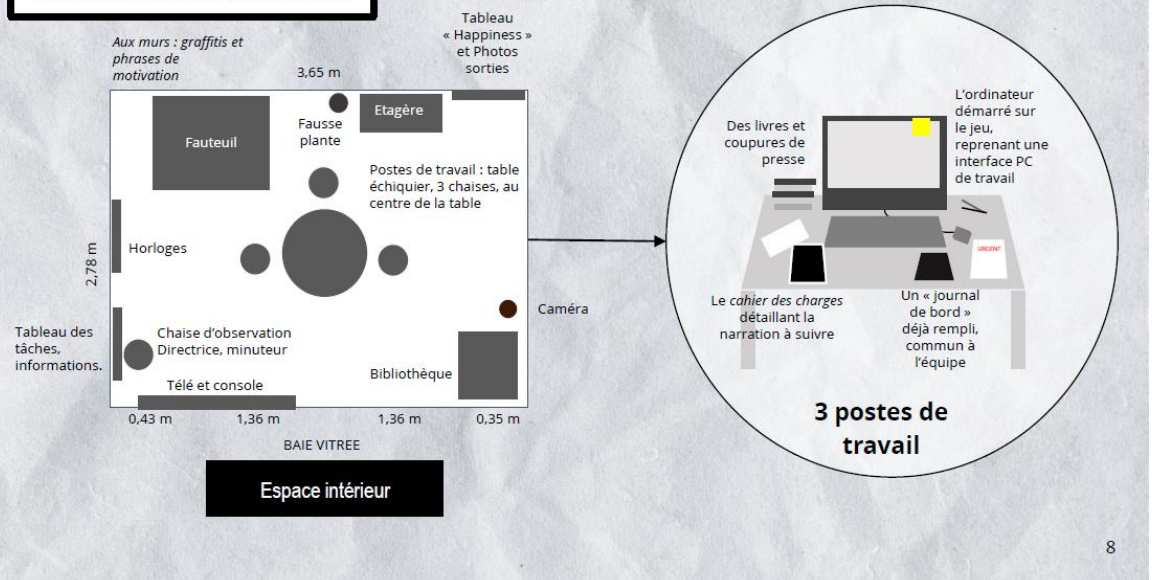 Aux murs : graffitis et
phrases de
motivation
3,65 m
Tableau
« Happiness »
et Photos
sorties
Fauteuil
Fausse
plante
Etagère
Postes de travail : table
échiquier, 3 chaises, au
centre de la table
Horloges
2,78 m
Caméra
Tableau des
tâches,
informations.
Chaise d’observation
Directrice, minuteur
Télé et console
Bibliothèque
0,43 m
1,36 m
1,36 m
0,35 m
BAIE VITREE
Espace intérieur
Des livres et
coupures de
presse
L’ordinateur
démarré sur
le jeu,
reprenant une
interface PC
de travail
URGENT
Le cahier des charges
détaillant la
narration à suivre
Un « journal
de bord »
déjà rempli,
commun à
l’équipe
3 postes de
travail
8